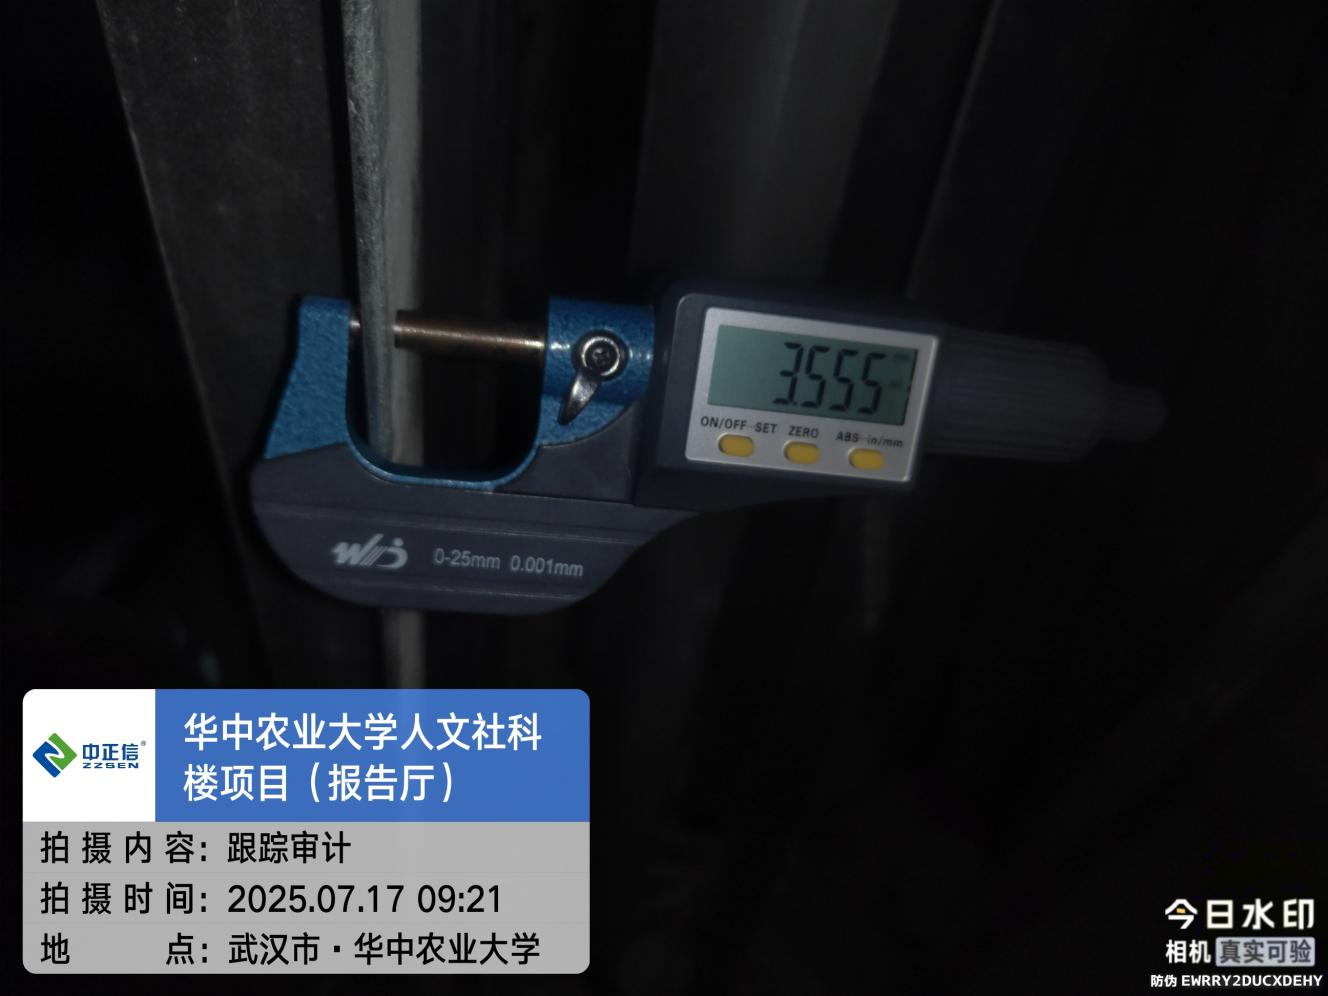 3.555
ON/OFF SET ZERO ABS in/mm
0-25mm 0.001mm
中正信®
ZZSEN
华中农业大学人文社科
楼项目（报告厅）
拍摄内容：跟踪审计
拍摄时间：2025.07.17 09:21
地点：武汉市·华中农业大学
今日水印
相机 真实可验
防伪 EWRRY2DUCXDEHY